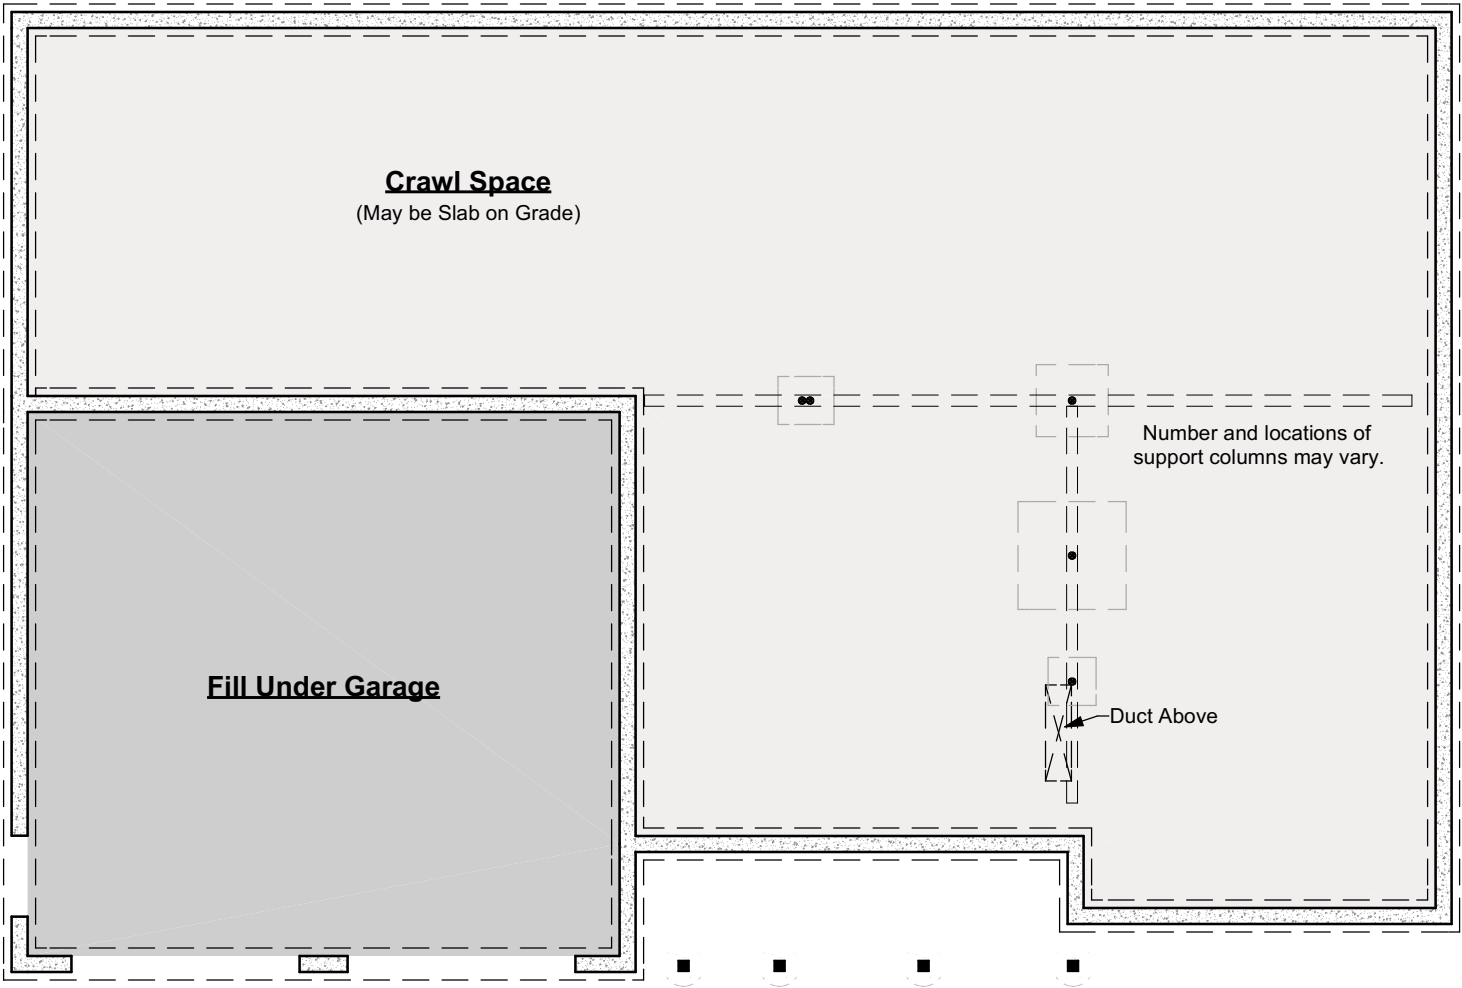 Crawl Space
(May be Slab on Grade)
Number and locations of
support columns may vary.
Fill Under Garage
Duct Above